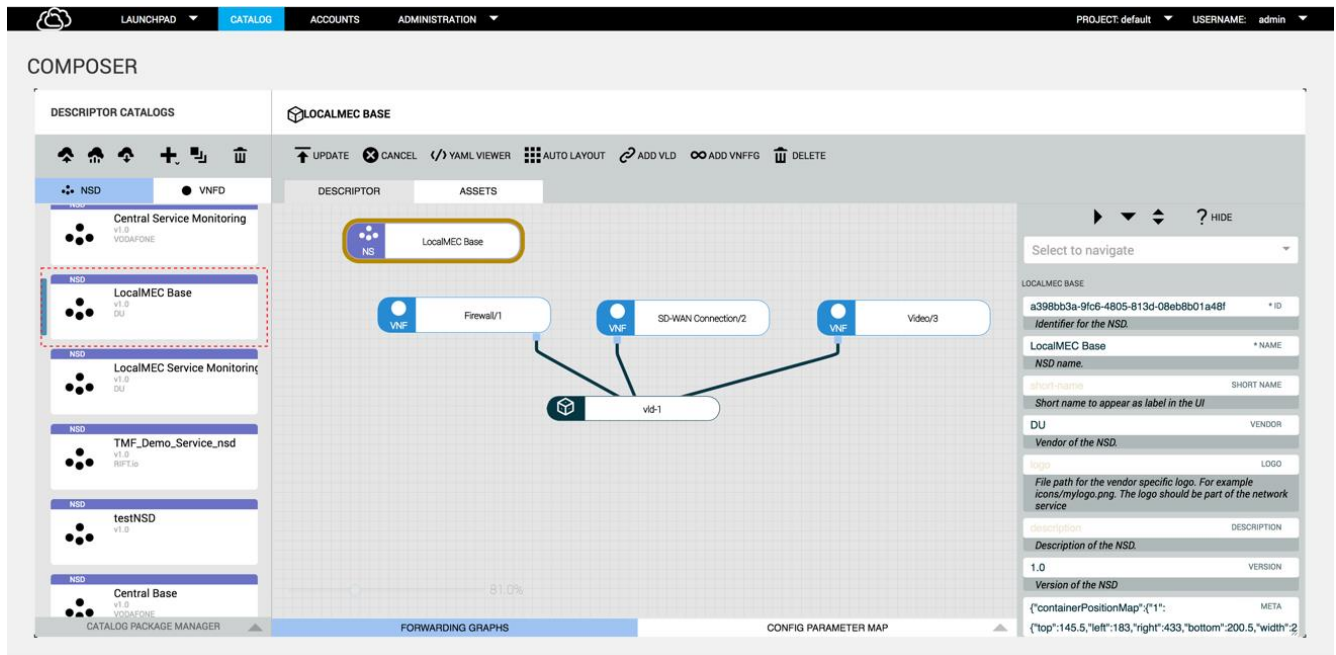 LAUNCHPAD CATALOG ACCOUNTS ADMINISTRATION PROJECT: default USERNAME: admin
COMPOSER
DESCRIPTOR CATALOGS
NSD VNFD
NSD
Central Service Monitoring
v1.0
VODAFONE
NSD
LocalMEC Base
v1.0
DU
NSD
LocalMEC Service Monitoring
v1.0
DU
NSD
TMF_Demo_Service_nsd
v1.0
RIFT.io
NSD
testNSD
v1.0
NSD
Central Base
v1.0
VODAFONE
CATALOG PACKAGE MANAGER
LOCALMEC BASE
UPDATE CANCEL YAML VIEWER AUTO LAYOUT ADD VLD ADD VNFFG DELETE
DESCRIPTOR ASSETS
NS LocalMEC Base
VNF Firewall/1
VNF SD-WAN Connection/2
VNF Video/3
vld-1
81.0%
FORWARDING GRAPHS CONFIG PARAMETER MAP
? HIDE
Select to navigate
LOCALMEC BASE
a398bb3a-9fc6-4805-813d-08eb8b01a48f * ID
Identifier for the NSD.
LocalMEC Base * NAME
NSD name.
short-name SHORT NAME
Short name to appear as label in the UI
DU VENDOR
Vendor of the NSD.
logo LOGO
File path for the vendor specific logo. For example
icons/mylogo.png. The logo should be part of the network
service
description DESCRIPTION
Description of the NSD.
1.0 VERSION
Version of the NSD
{"containerPositionMap":{"1": META
{"top":145.5,"left":183,"right":433,"bottom":200.5,"width":2